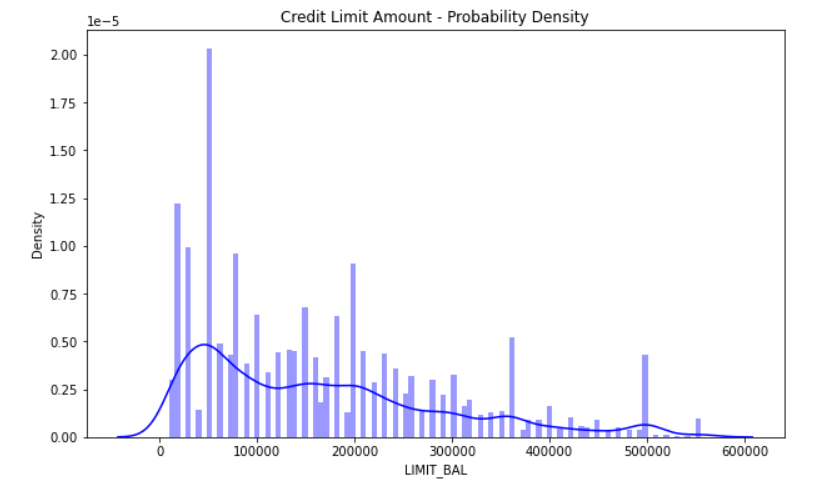 Credit Limit Amount - Probability Density
1e−5
2.00
1.75
1.50
1.25
1.00
0.75
0.50
0.25
0.00
Density
0 100000 200000 300000 400000 500000 600000
LIMIT_BAL